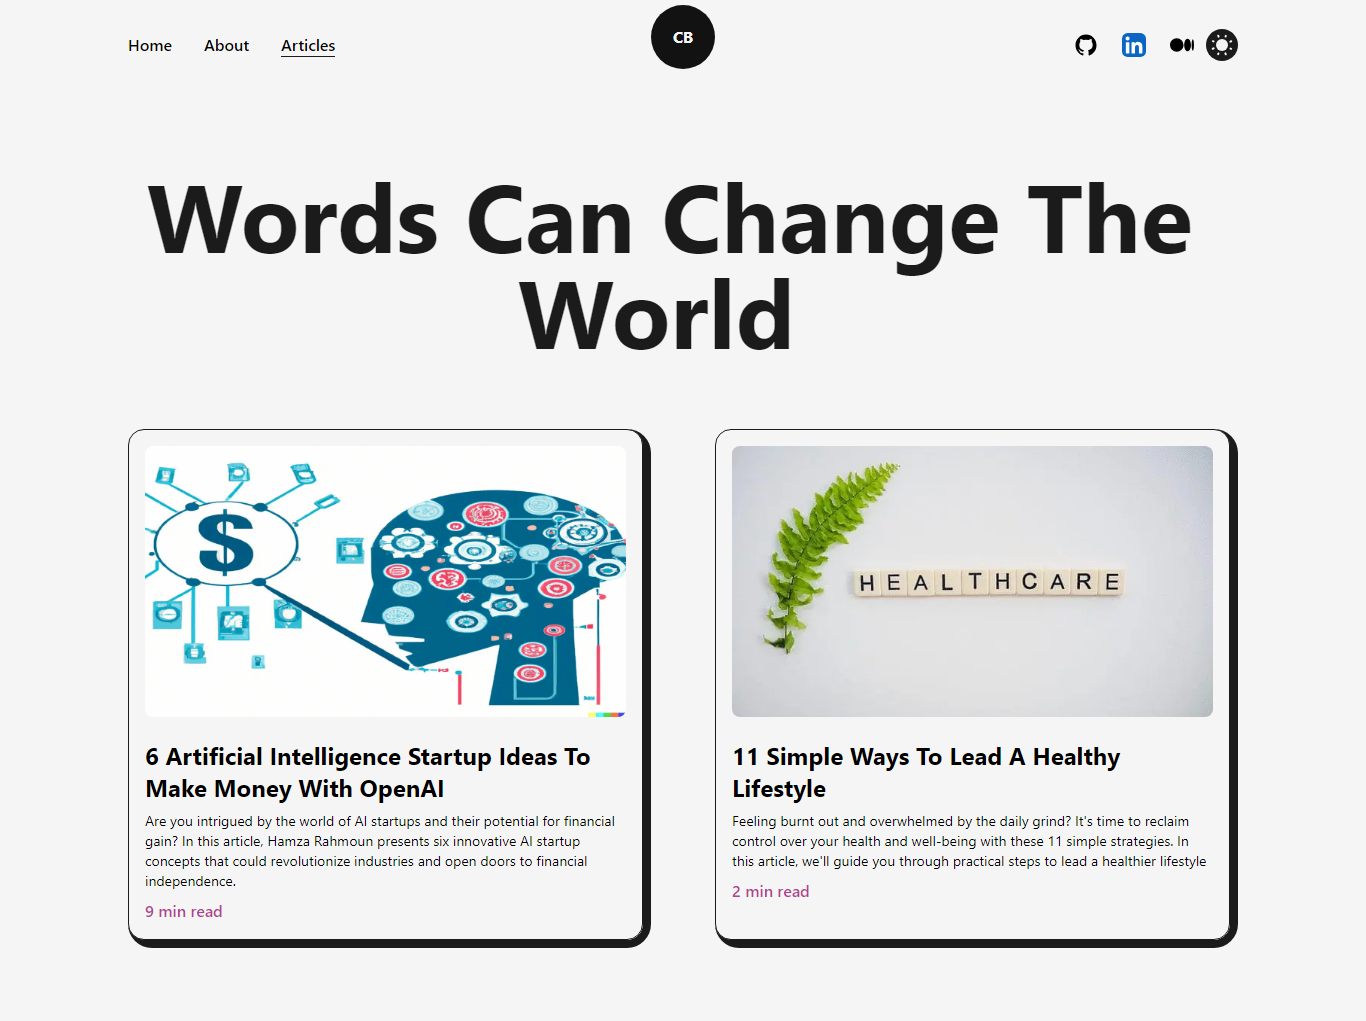 Home
About
Articles
CB
in
Words Can Change The
World
$
HEALTHCARE
6 Artificial Intelligence Startup Ideas To
Make Money With OpenAI
Are you intrigued by the world of AI startups and their potential for financial
gain? In this article, Hamza Rahmoun presents six innovative AI startup
concepts that could revolutionize industries and open doors to financial
independence.
9 min read
11 Simple Ways To Lead A Healthy
Lifestyle
Feeling burnt out and overwhelmed by the daily grind? It's time to reclaim
control over your health and well-being with these 11 simple strategies. In
this article, we'll guide you through practical steps to lead a healthier lifestyle
2 min read